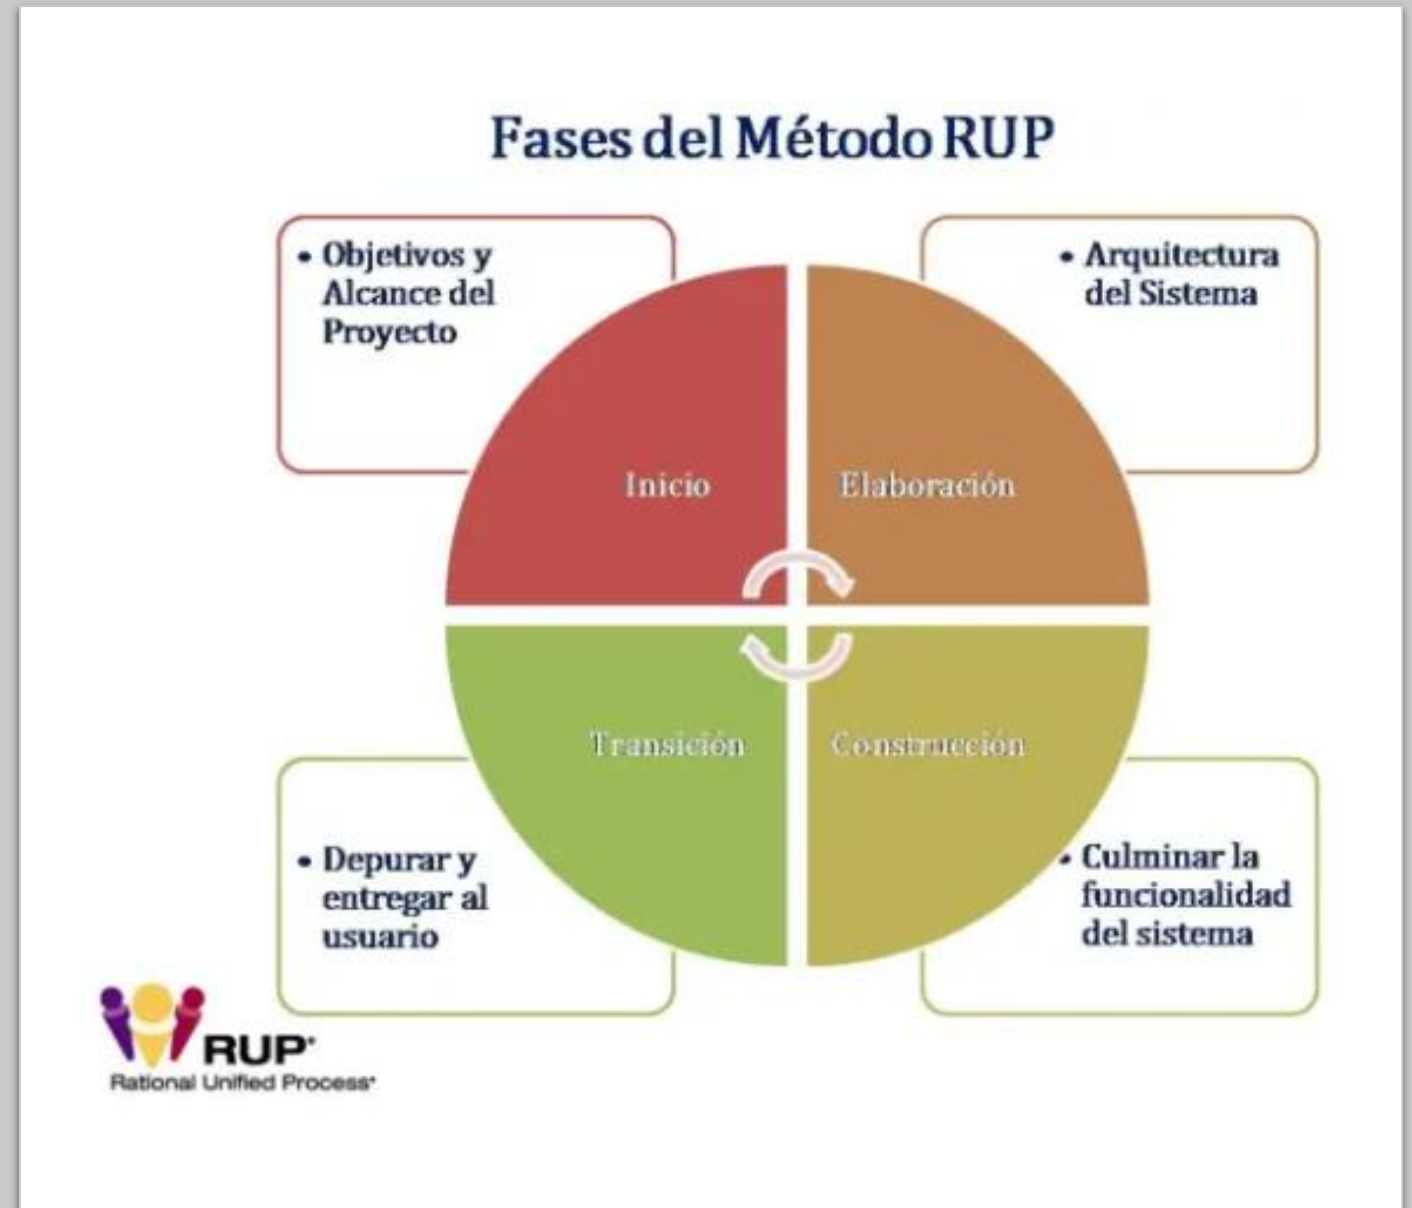 Fases del Método RUP
• Objetivos y
Alcance del
Proyecto
• Arquitectura
del Sistema
Inicio
Elaboración
Transición
Construcción
• Depurar y
entregar al
usuario
• Culminar la
funcionalidad
del sistema
RUP
Rational Unified Process